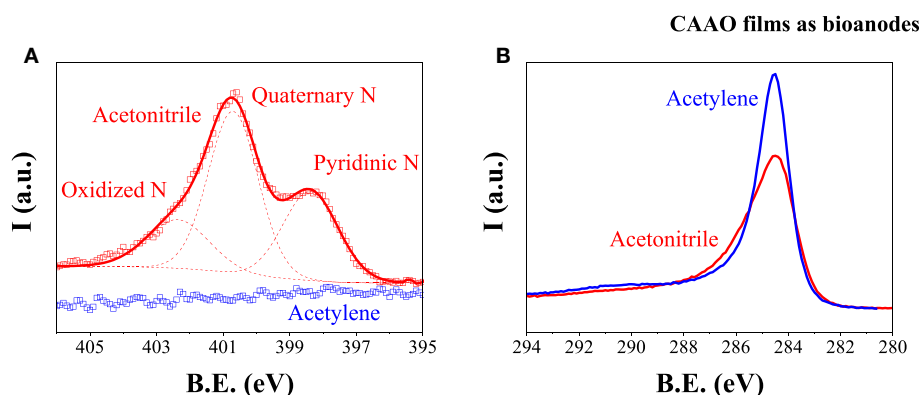 CAAO films as bioanodes
A
Quaternary N
Acetonitrile
Pyridinic N
Oxidized N
Acetylene
I (a.u.)
405 403 401 399 397 395
B.E. (eV)
B
Acetylene
Acetonitrile
I (a.u.)
294 292 290 288 286 284 282 280
B.E. (eV)